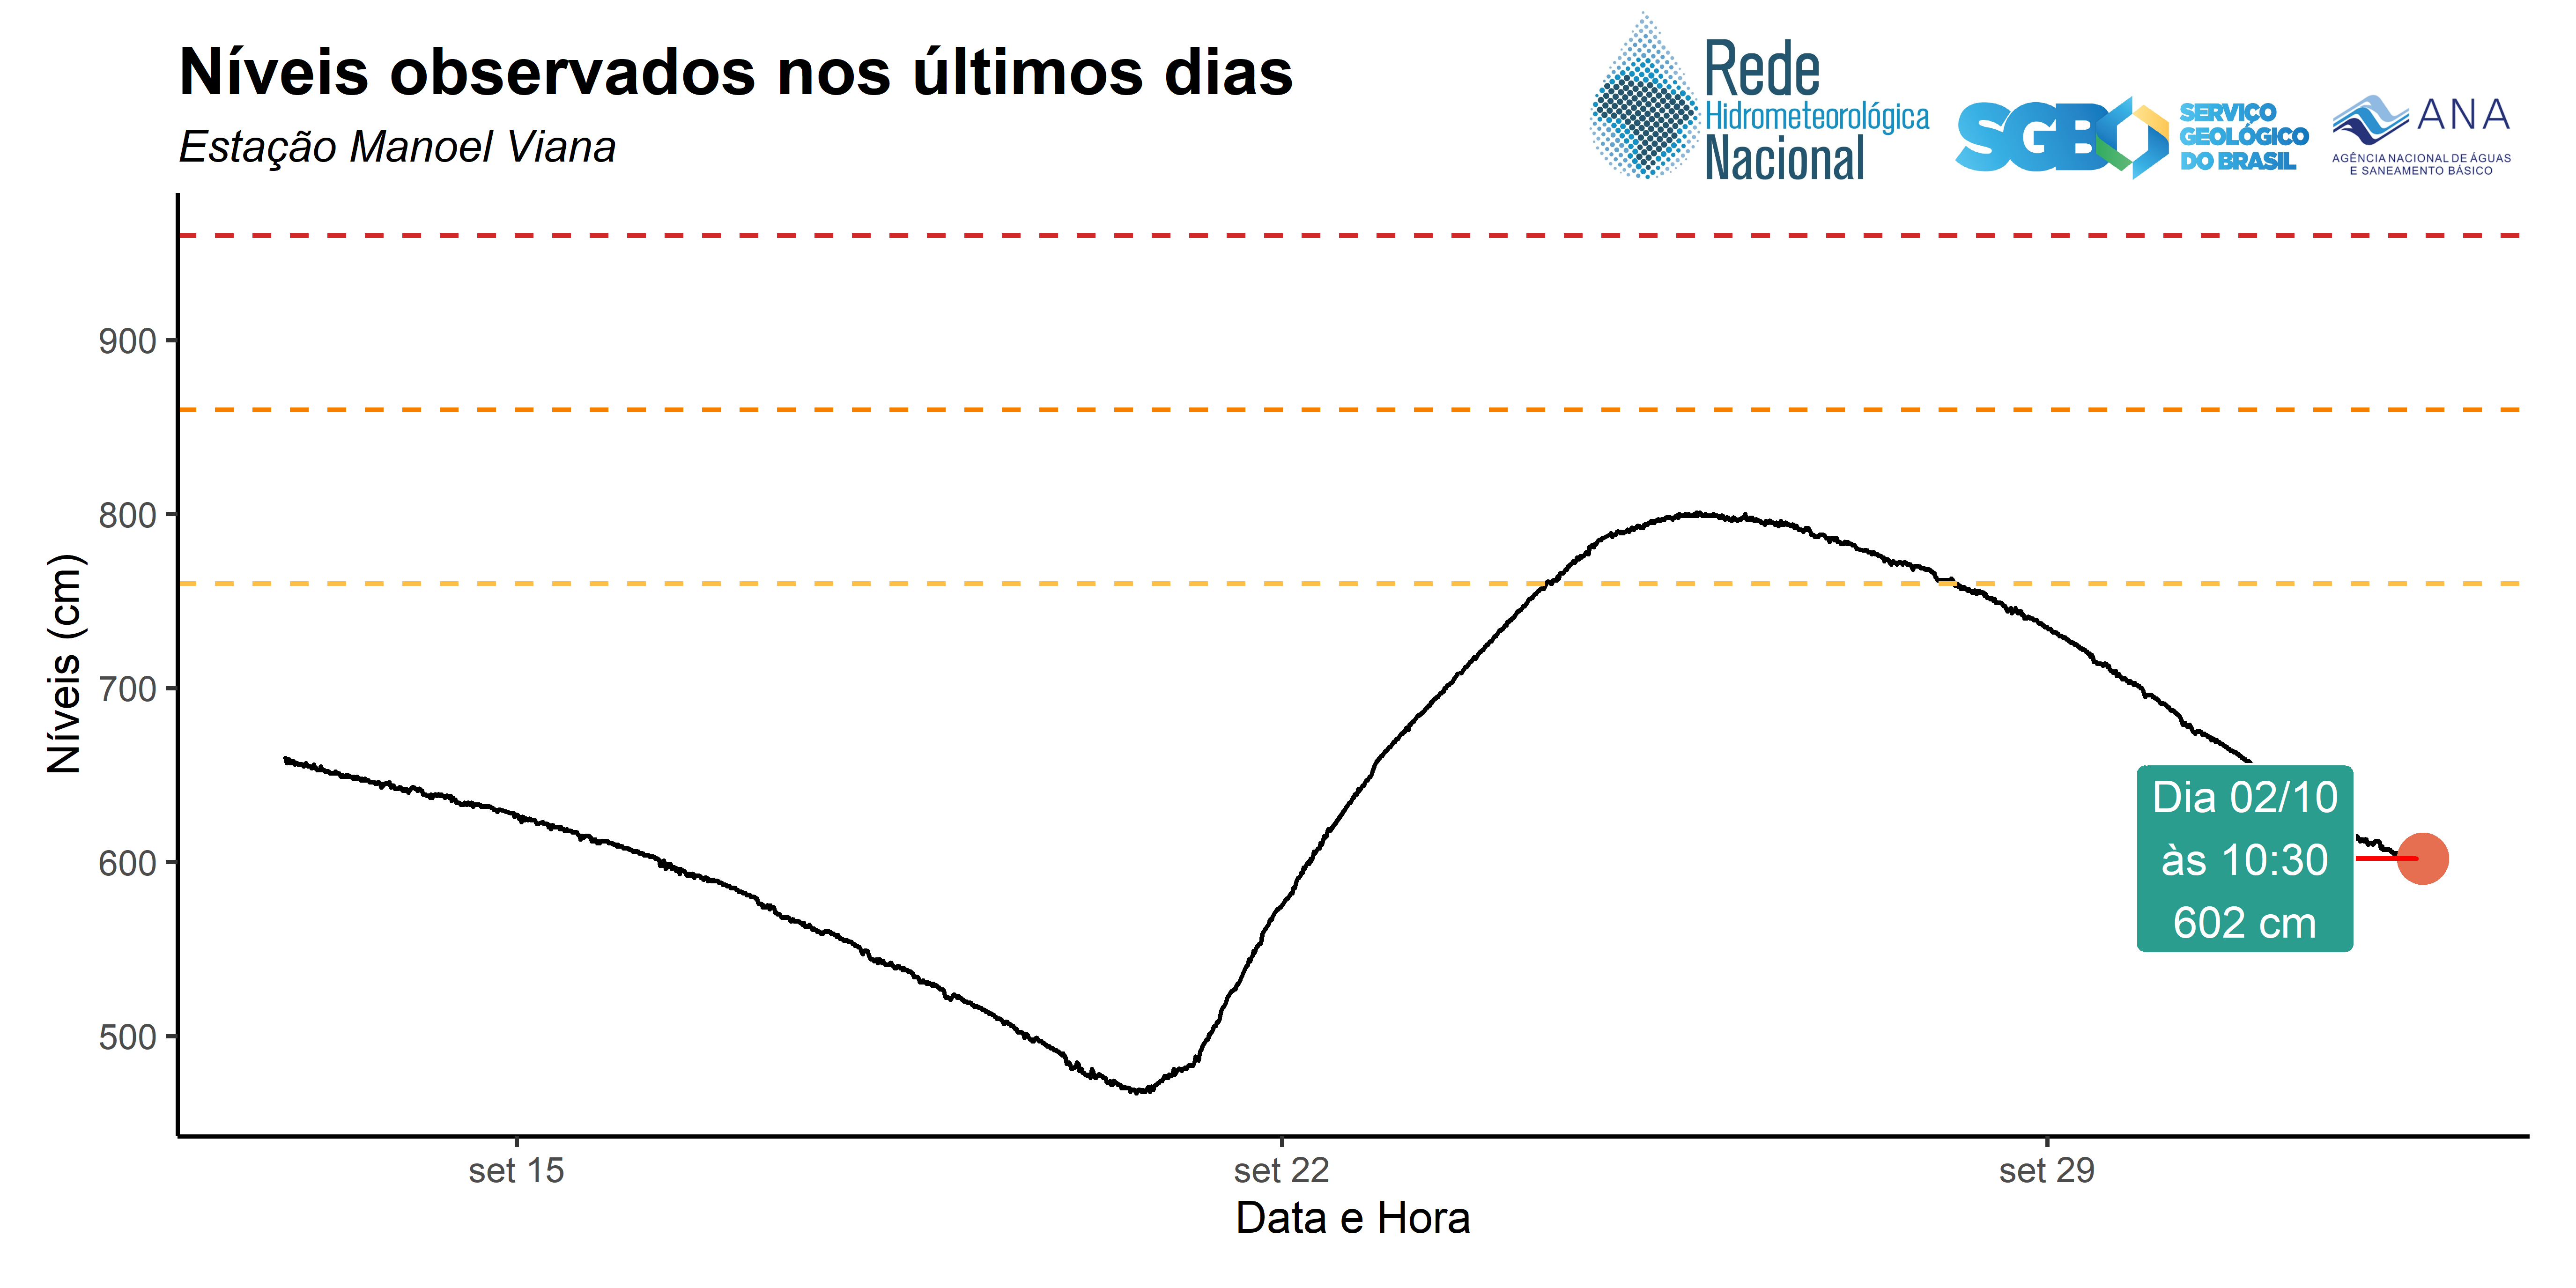 Níveis observados nos últimos dias
Estação Manoel Viana
Rede
Hidrometeorológica
Nacional
SGB
SERVIÇO
GEOLÓGICO
DO BRASIL
ANA
AGÊNCIA NACIONAL DE ÁGUAS
E SANEAMENTO BÁSICO
Níveis (cm)
900
800
700
600
500
Dia 02/10
às 10:30
602 cm
set 15
set 22
set 29
Data e Hora